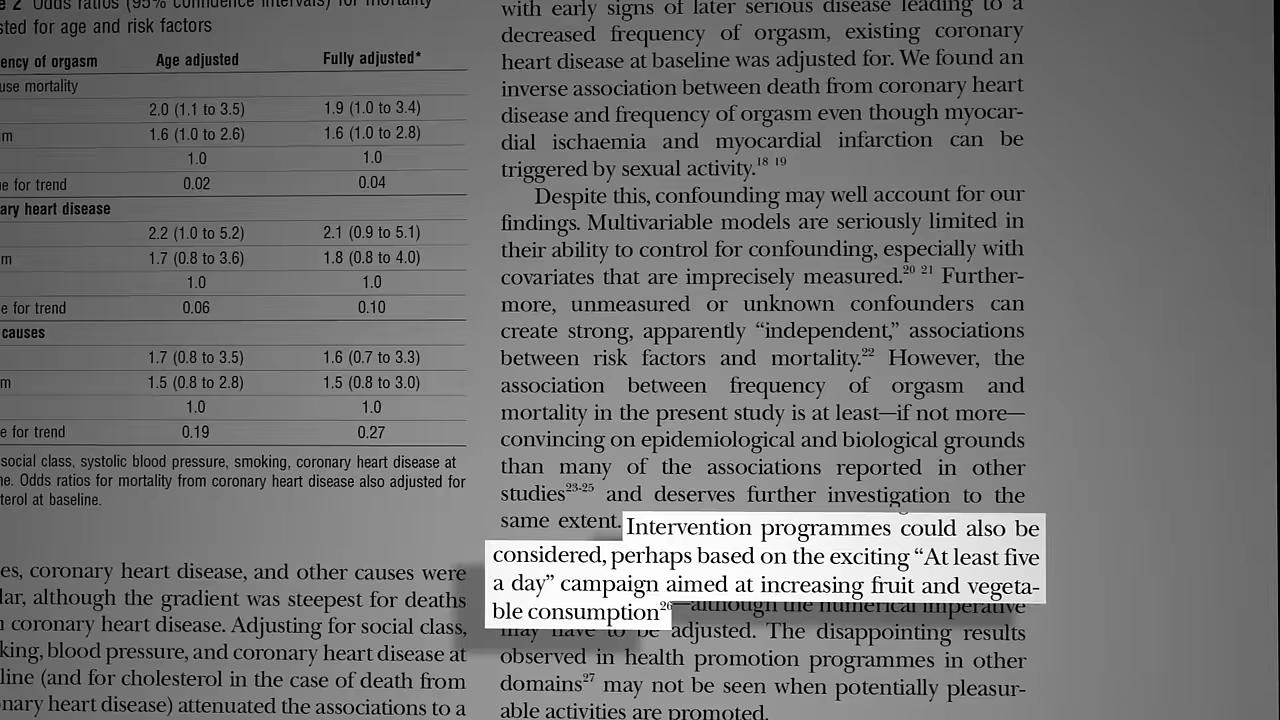 2 Odds ratios (95% confidence intervals) for mortality
sted for age and risk factors
ency of orgasm Age adjusted Fully adjusted*
use mortality
2.0 (1.1 to 3.5) 1.9 (1.0 to 3.4)
m 1.6 (1.0 to 2.6) 1.6 (1.0 to 2.8)
1.0 1.0
e for trend 0.02 0.04
ary heart disease
2.2 (1.0 to 5.2) 2.1 (0.9 to 5.1)
m 1.7 (0.8 to 3.6) 1.8 (0.8 to 4.0)
1.0 1.0
e for trend 0.06 0.10
causes
1.7 (0.8 to 3.5) 1.6 (0.7 to 3.3)
m 1.5 (0.8 to 2.8) 1.5 (0.8 to 3.0)
1.0 1.0
e for trend 0.19 0.27
social class, systolic blood pressure, smoking, coronary heart disease at
ne. Odds ratios for mortality from coronary heart disease also adjusted for
terol at baseline.
es, coronary heart disease, and other causes were
lar, although the gradient was steepest for deaths
n coronary heart disease. Adjusting for social class,
king, blood pressure, and coronary heart disease at
line (and for cholesterol in the case of death from
nary heart disease) attenuated the associations to a
with early signs of later serious disease leading to a
decreased frequency of orgasm, existing coronary
heart disease at baseline was adjusted for. We found an
inverse association between death from coronary heart
disease and frequency of orgasm even though myocar-
dial ischaemia and myocardial infarction can be
triggered by sexual activity.18 19
Despite this, confounding may well account for our
findings. Multivariable models are seriously limited in
their ability to control for confounding, especially with
covariates that are imprecisely measured.20 21 Further-
more, unmeasured or unknown confounders can
create strong, apparently “independent,” associations
between risk factors and mortality.22 However, the
association between frequency of orgasm and
mortality in the present study is at least—if not more—
convincing on epidemiological and biological grounds
than many of the associations reported in other
studies23-25 and deserves further investigation to the
same extent. Intervention programmes could also be
considered, perhaps based on the exciting “At least five
a day” campaign aimed at increasing fruit and vegeta-
ble consumption26—although the numerical imperative
may have to be adjusted. The disappointing results
observed in health promotion programmes in other
domains27 may not be seen when potentially pleasur-
able activities are promoted.